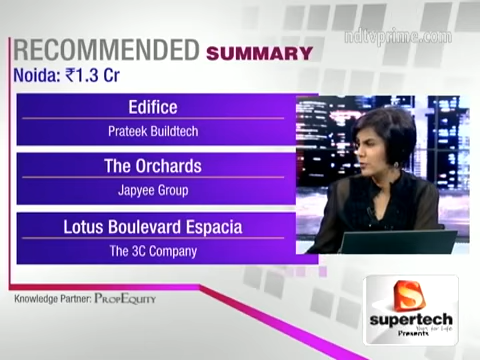 ndtvprime.com
RECOMMENDED SUMMARY
Noida: ₹1.3 Cr
Edifice
Prateek Buildtech
The Orchards
Japyee Group
Lotus Boulevard Espacia
The 3C Company
Knowledge Partner: PROPEQUITY
S
supertech
Presents